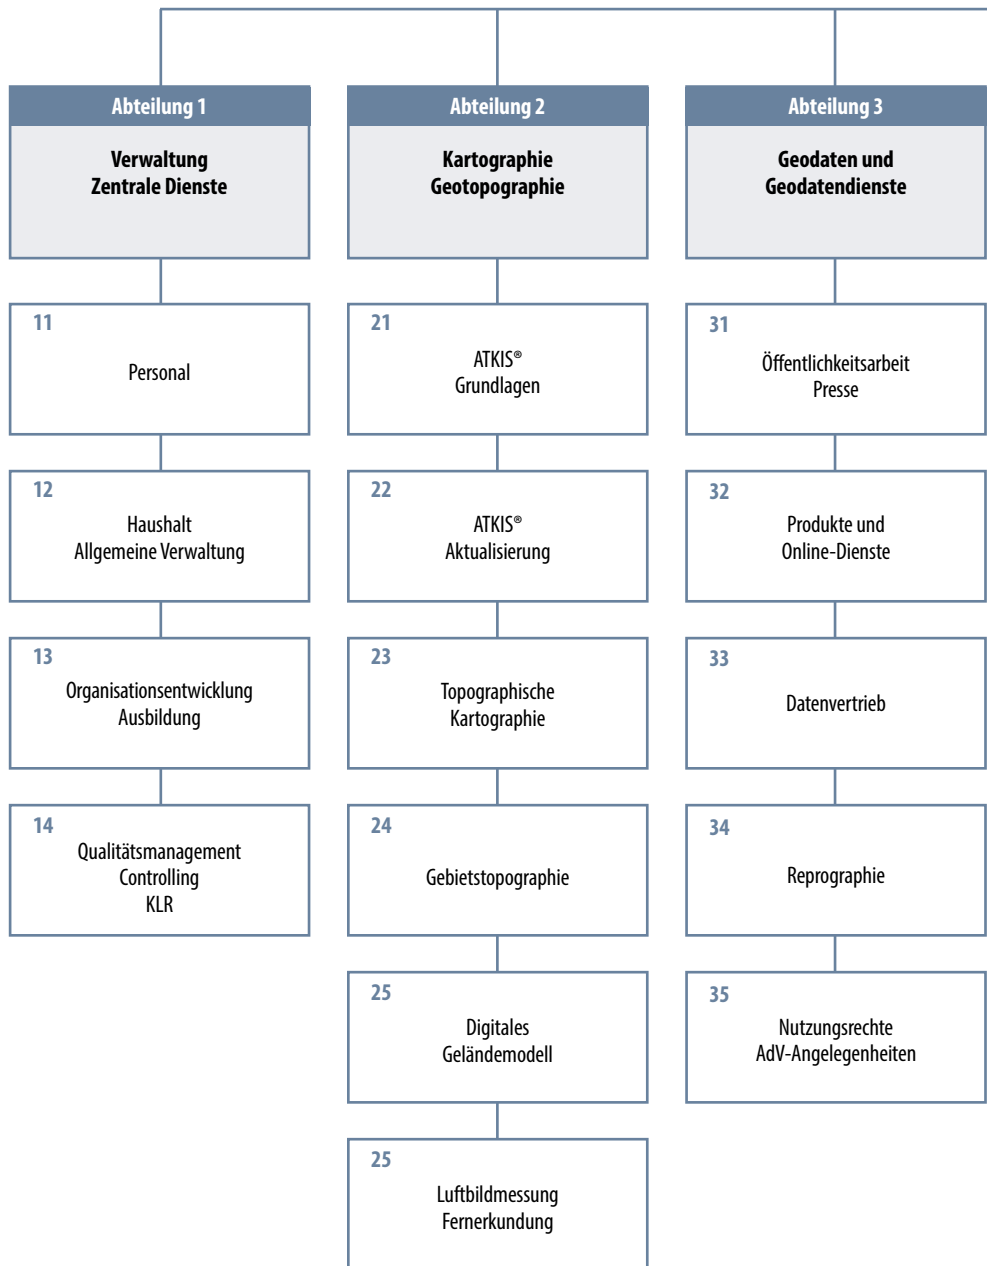 Abteilung 1
Verwaltung
Zentrale Dienste
11
Personal
12
Haushalt
Allgemeine Verwaltung
13
Organisationsentwicklung
Ausbildung
14
Qualitätsmanagement
Controlling
KLR
Abteilung 2
Kartographie
Geotopographie
21
ATKIS®
Grundlagen
22
ATKIS®
Aktualisierung
23
Topographische
Kartographie
24
Gebietstopographie
25
Digitales
Geländemodell
25
Luftbildmessung
Fernerkundung
Abteilung 3
Geodaten und
Geodatendienste
31
Öffentlichkeitsarbeit
Presse
32
Produkte und
Online-Dienste
33
Datenvertrieb
34
Reprographie
35
Nutzungsrechte
AdV-Angelegenheiten